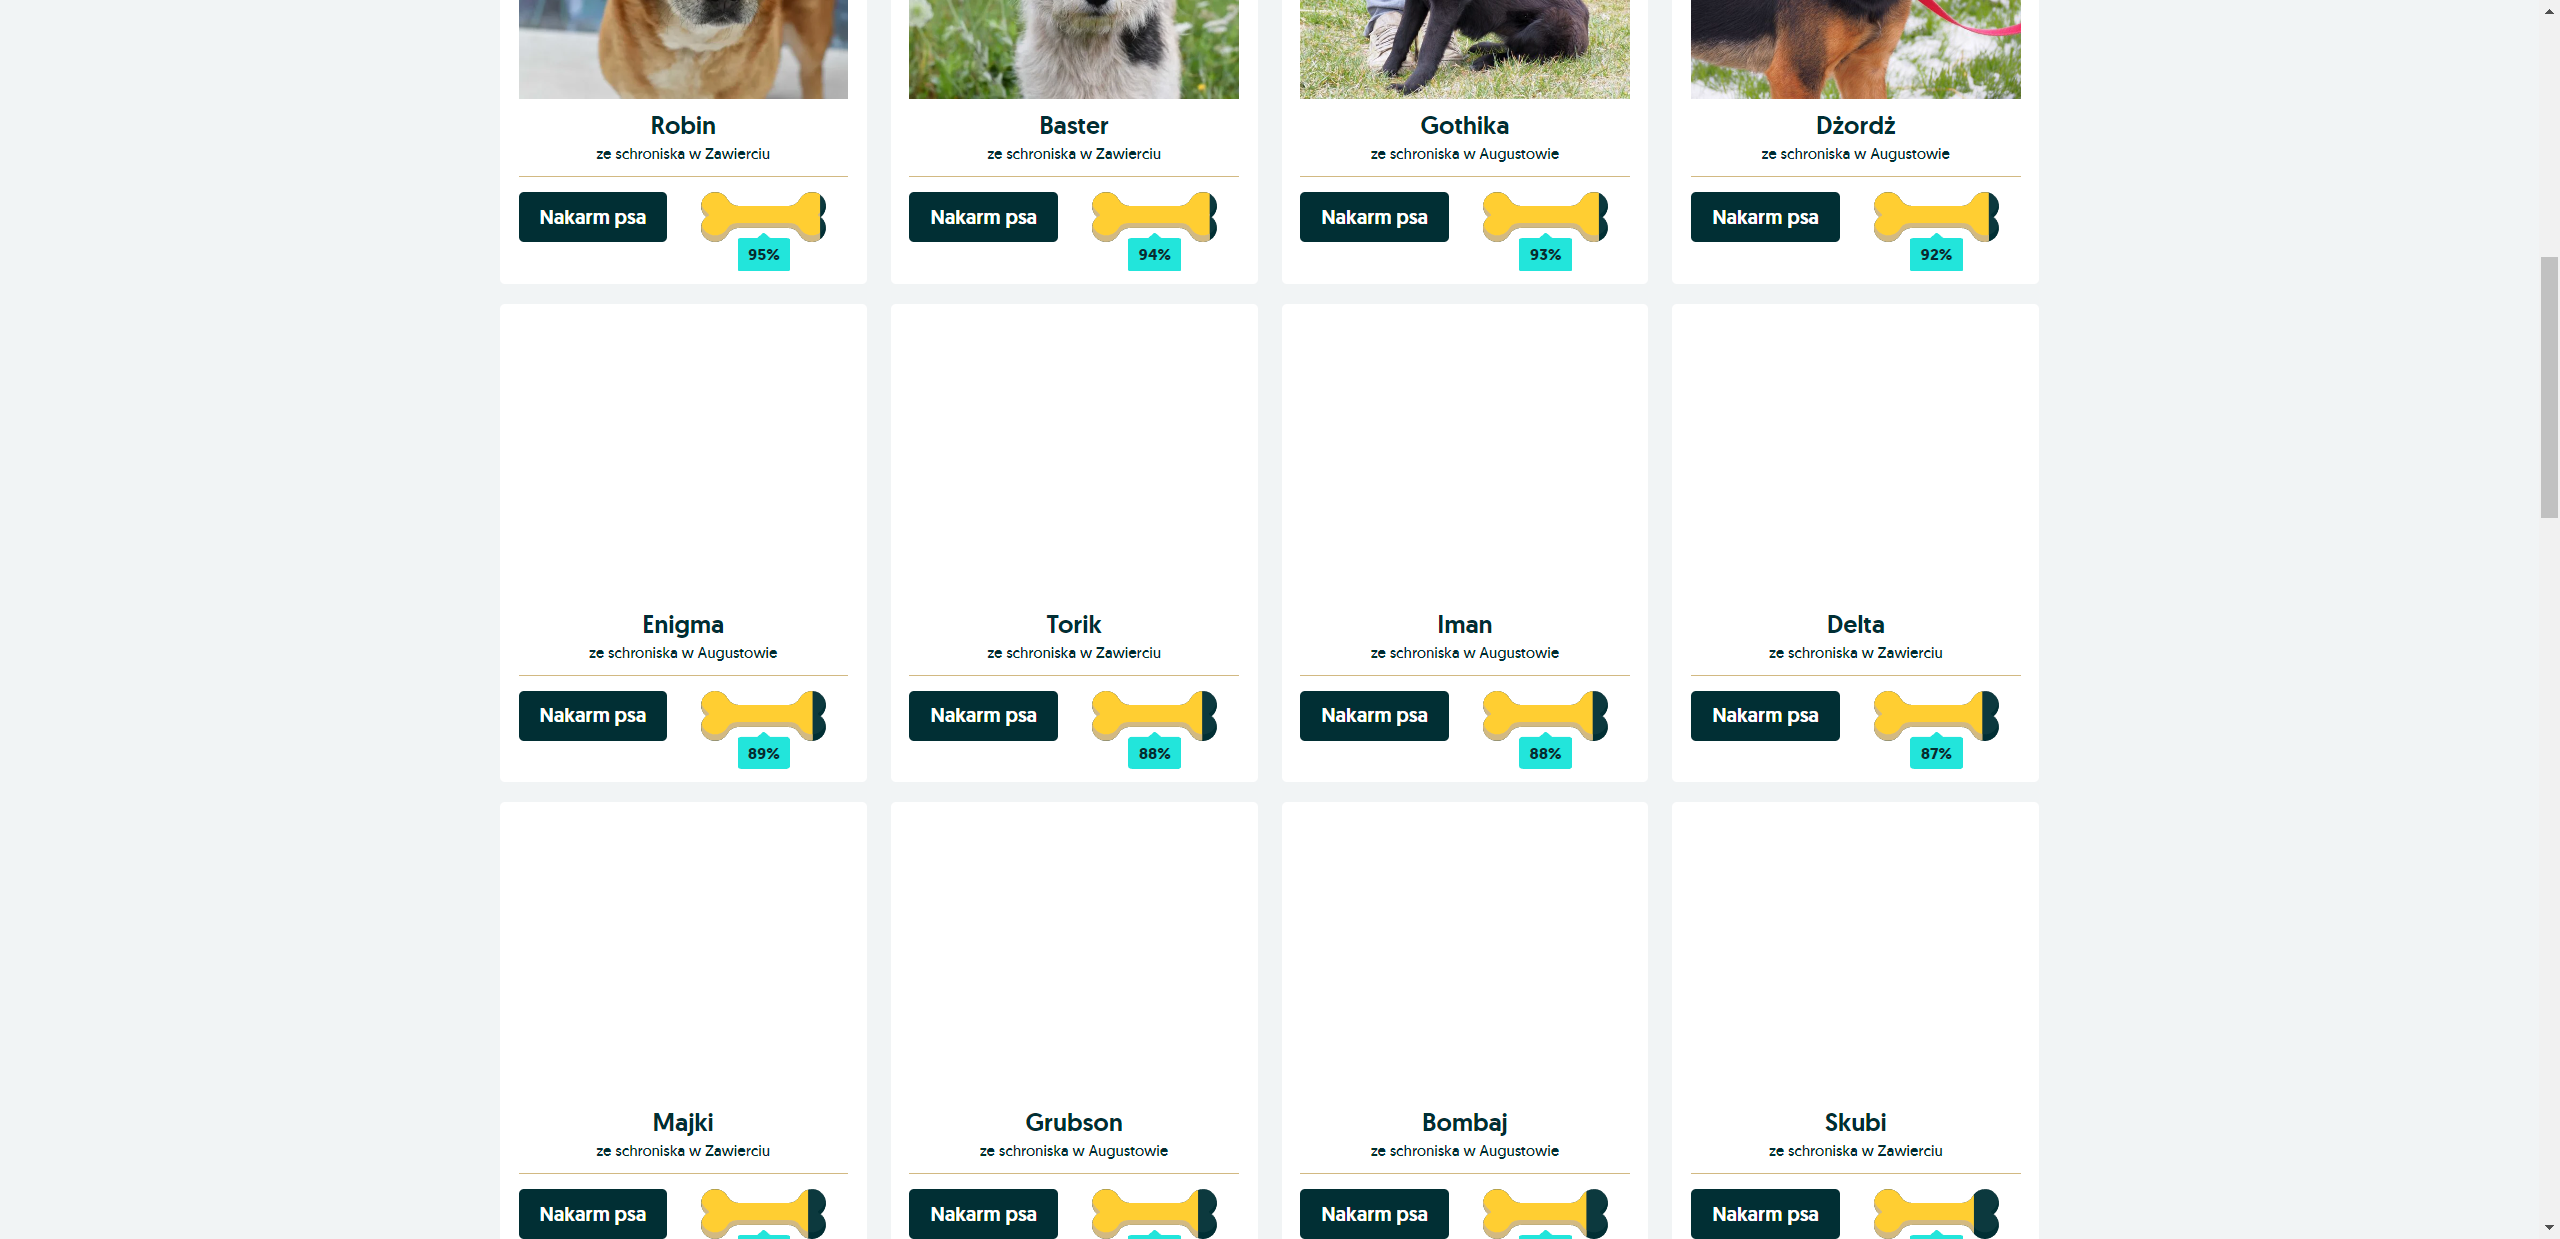 Robin
ze schroniska w Zawierciu
Nakarm psa
95%
Baster
ze schroniska w Zawierciu
Nakarm psa
94%
Gothika
ze schroniska w Augustowie
Nakarm psa
93%
Dżordż
ze schroniska w Augustowie
Nakarm psa
92%
Enigma
ze schroniska w Augustowie
Nakarm psa
89%
Torik
ze schroniska w Zawierciu
Nakarm psa
88%
Iman
ze schroniska w Augustowie
Nakarm psa
88%
Delta
ze schroniska w Zawierciu
Nakarm psa
87%
Majki
ze schroniska w Zawierciu
Nakarm psa
Grubson
ze schroniska w Augustowie
Nakarm psa
Bombaj
ze schroniska w Augustowie
Nakarm psa
Skubi
ze schroniska w Zawierciu
Nakarm psa